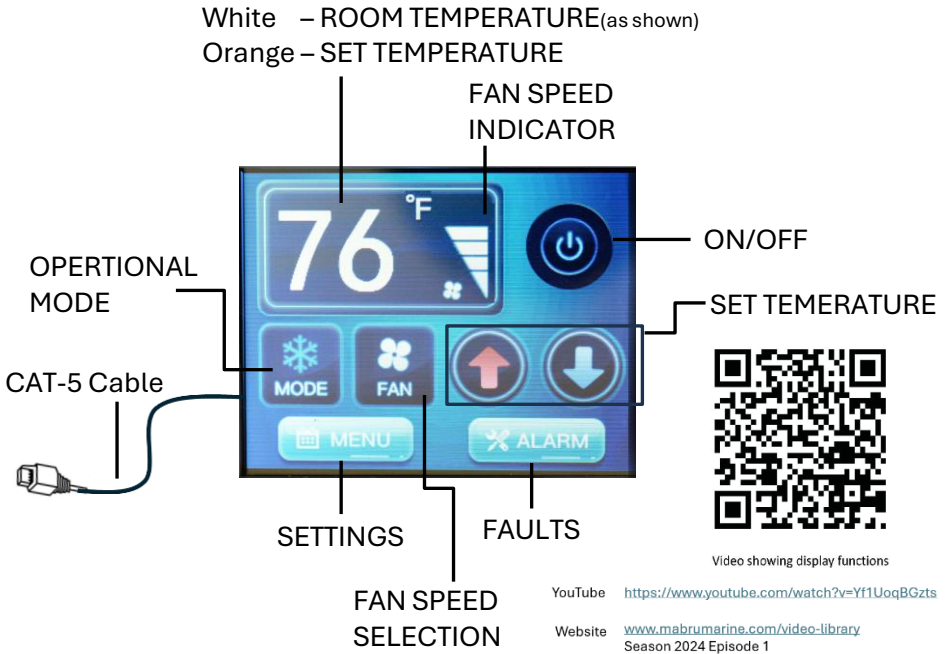 White – ROOM TEMPERATURE(as shown)
Orange – SET TEMPERATURE
FAN SPEED
INDICATOR
76 °F
ON/OFF
OPERTIONAL
MODE
SET TEMERATURE
MODE
FAN
CAT-5 Cable
MENU
ALARM
SETTINGS
FAULTS
Video showing display functions
FAN SPEED
SELECTION
YouTube https://www.youtube.com/watch?v=Yf1UoqBGzts
Website www.mabrumarine.com/video-library
Season 2024 Episode 1